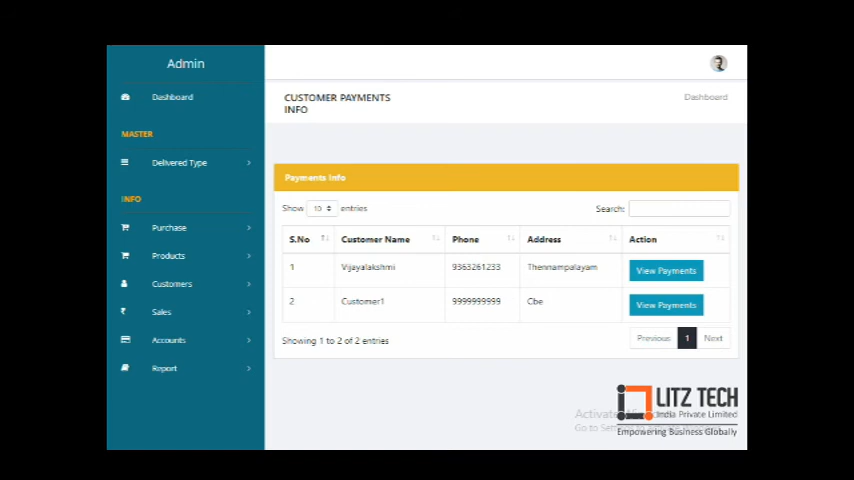 Admin
Dashboard
MASTER
Delivered Type
INFO
Purchase
Products
Customers
Sales
Accounts
Report
CUSTOMER PAYMENTS
INFO
Dashboard
Payments Info
Show 10 entries
Search:
S.No Customer Name Phone Address Action
1 Vijayalakshmi 9363261233 Thennampalayam View Payments
2 Customer1 9999999999 Cbe View Payments
Showing 1 to 2 of 2 entries
Previous 1 Next
LITZ TECH
India Private Limited
Empowering Business Globally
Activate
Go to